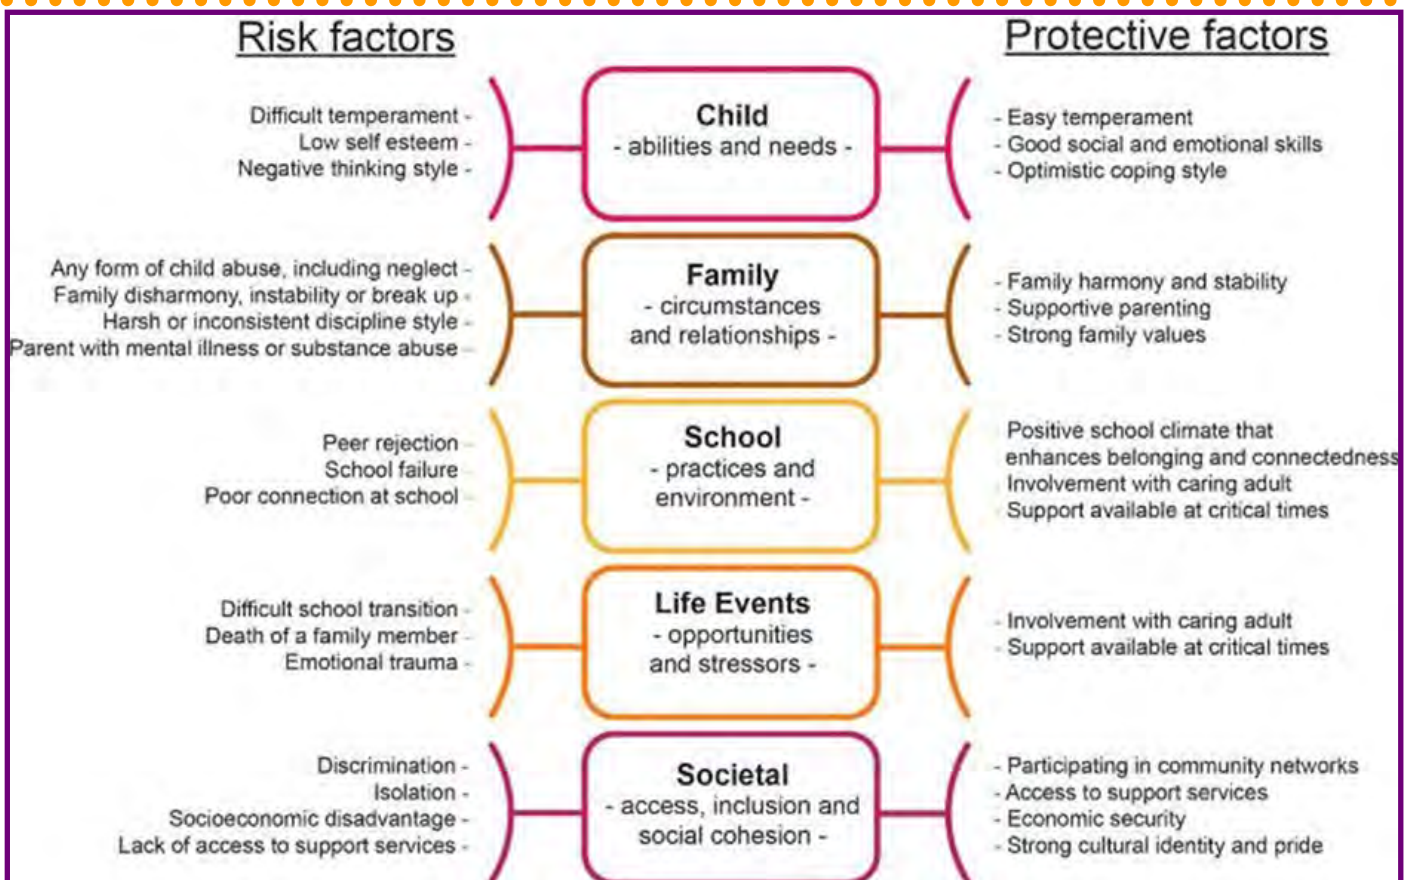 Risk factors
Protective factors
Difficult temperament -
Low self esteem -
Negative thinking style -
Child
- abilities and needs -
- Easy temperament
- Good social and emotional skills
- Optimistic coping style
Any form of child abuse, including neglect -
Family disharmony, instability or break up -
Harsh or inconsistent discipline style -
Parent with mental illness or substance abuse -
Family
- circumstances
and relationships -
- Family harmony and stability
- Supportive parenting
- Strong family values
Peer rejection -
School failure -
Poor connection at school -
School
- practices and
environment -
- Positive school climate that
enhances belonging and connectedness
- Involvement with caring adult
- Support available at critical times
Difficult school transition -
Death of a family member -
Emotional trauma -
Life Events
- opportunities
and stressors -
- Involvement with caring adult
- Support available at critical times
Discrimination -
Isolation -
Socioeconomic disadvantage -
Lack of access to support services -
Societal
- access, inclusion and
social cohesion -
- Participating in community networks
- Access to support services
- Economic security
- Strong cultural identity and pride